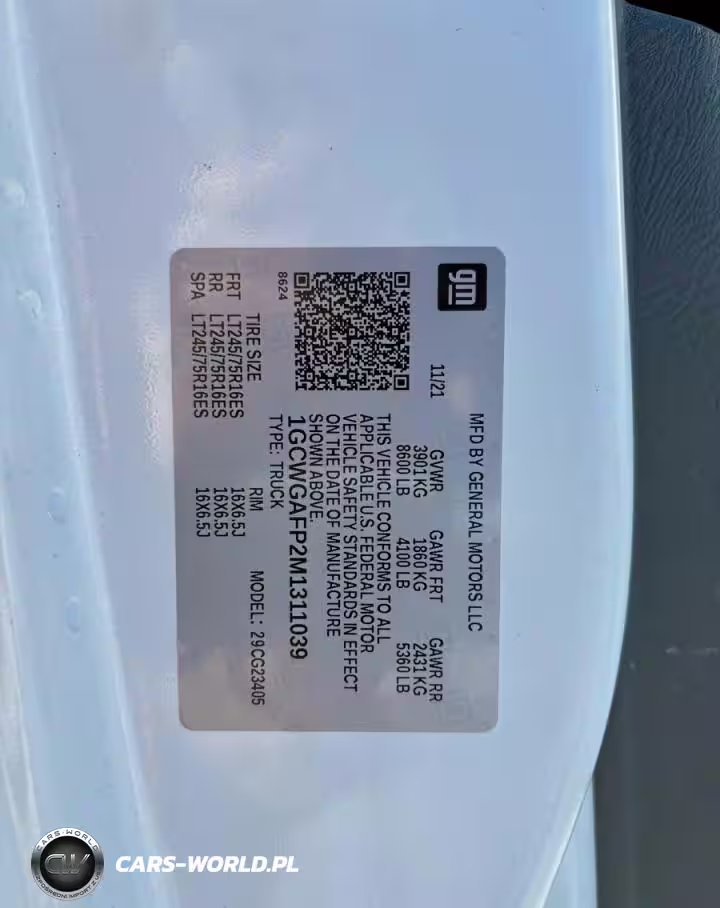 gm
MFD BY GENERAL MOTORS LLC
11/21
GVWR GAWR FRT GAWR RR
3901 KG 1860 KG 2431 KG
8600 LB 4100 LB 5360 LB
THIS VEHICLE CONFORMS TO ALL
APPLICABLE U.S. FEDERAL MOTOR
VEHICLE SAFETY STANDARDS IN EFFECT
ON THE DATE OF MANUFACTURE
SHOWN ABOVE.
1GCWGAFP2M1311039
8624
TYPE: TRUCK
TIRE SIZE RIM MODEL: 29CG23405
FRT LT245/75R16ES 16X6.5J
RR LT245/75R16ES 16X6.5J
SPA LT245/75R16ES 16X6.5J
CARS-WORLD
CW
CARS-WORLD.PL